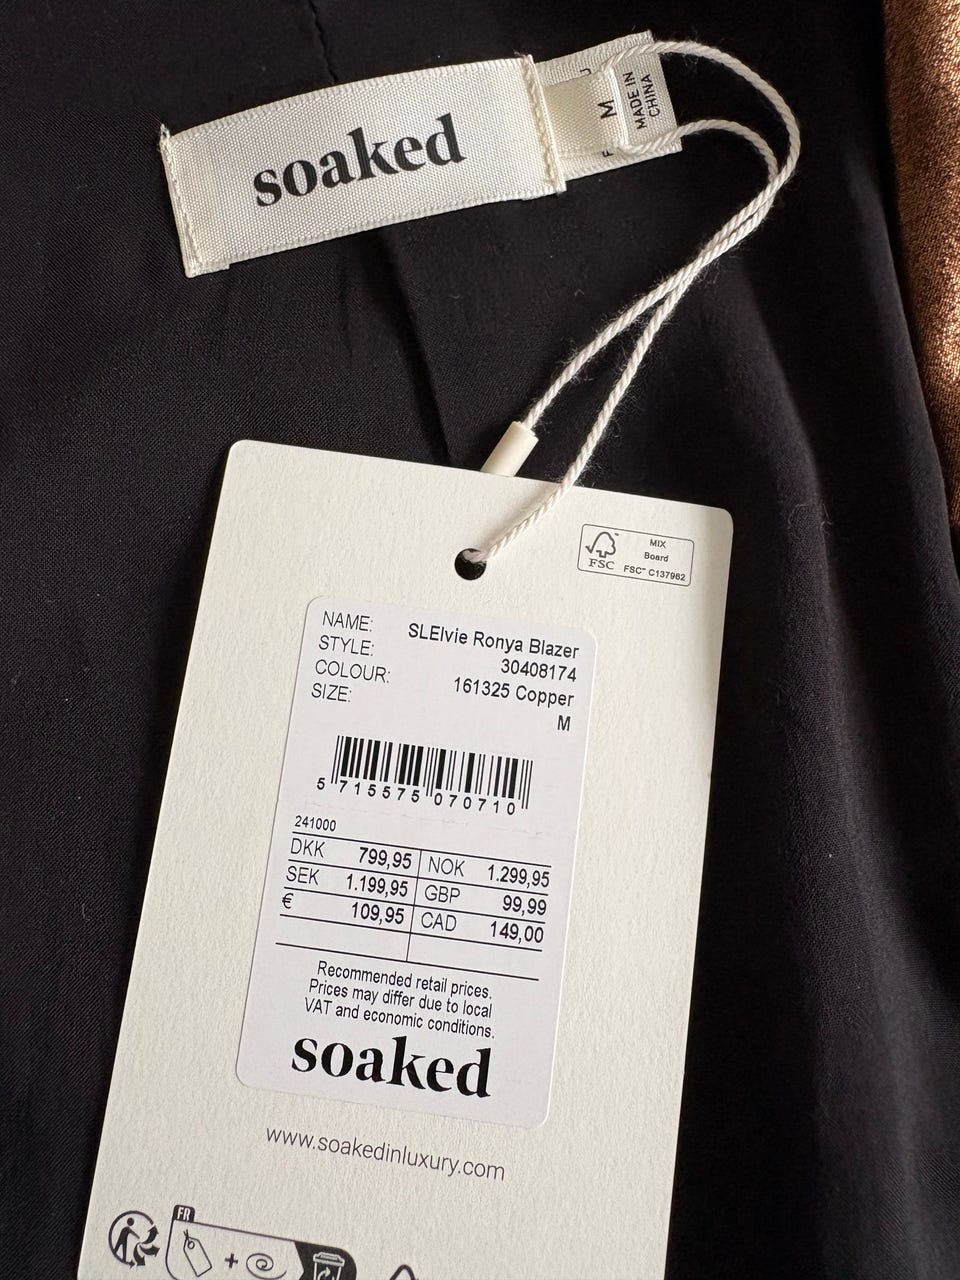 soaked
M
MADE IN
CHINA
MIX
Board
FSC™ C137962
FSC
NAME: SLElvie Ronya Blazer
STYLE: 30408174
COLOUR: 161325 Copper
SIZE: M
5 715575 070710
241000
DKK 799,95 NOK 1.299,95
SEK 1.199,95 GBP 99,99
€ 109,95 CAD 149,00
Recommended retail prices.
Prices may differ due to local
VAT and economic conditions.
soaked
www.soakedinluxury.com
FR
+